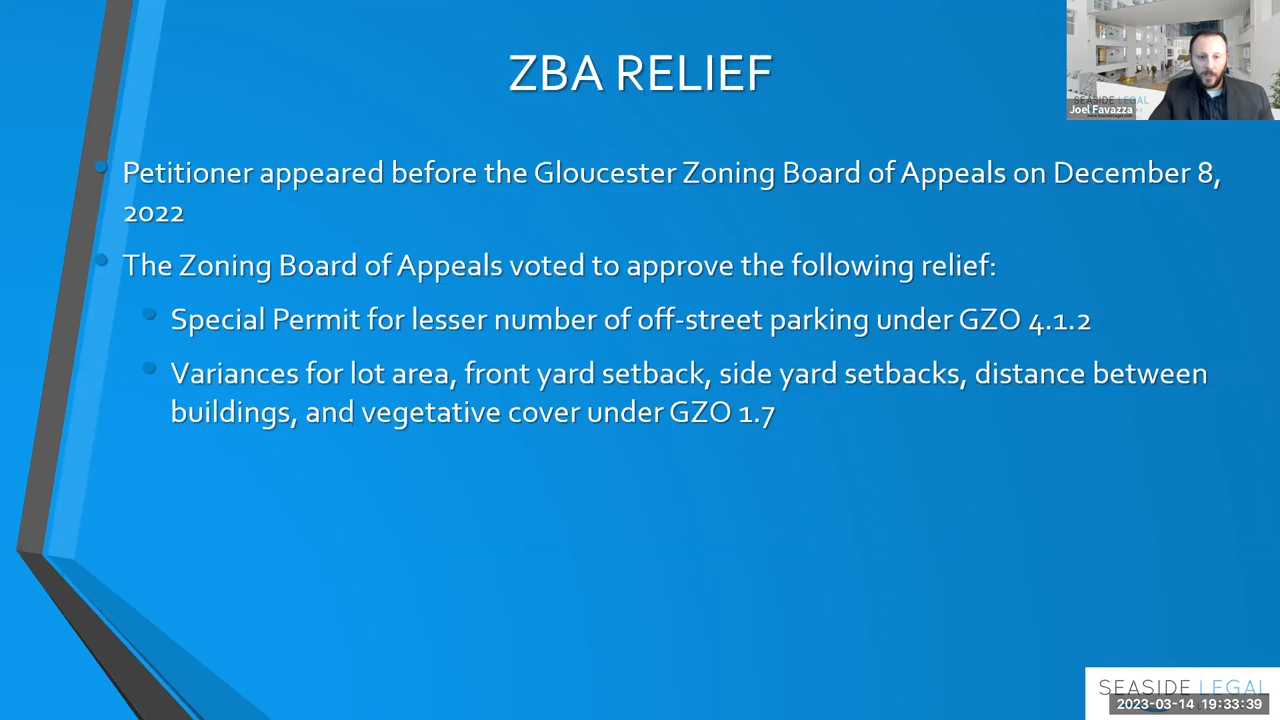 ZBA RELIEF
SEASIDE LEGAL
Joel Favazza
Petitioner appeared before the Gloucester Zoning Board of Appeals on December 8,
2022
The Zoning Board of Appeals voted to approve the following relief:
Special Permit for lesser number of off-street parking under GZO 4.1.2
Variances for lot area, front yard setback, side yard setbacks, distance between
buildings, and vegetative cover under GZO 1.7
SEASIDE LEGAL
2023-03-14 19:33:39